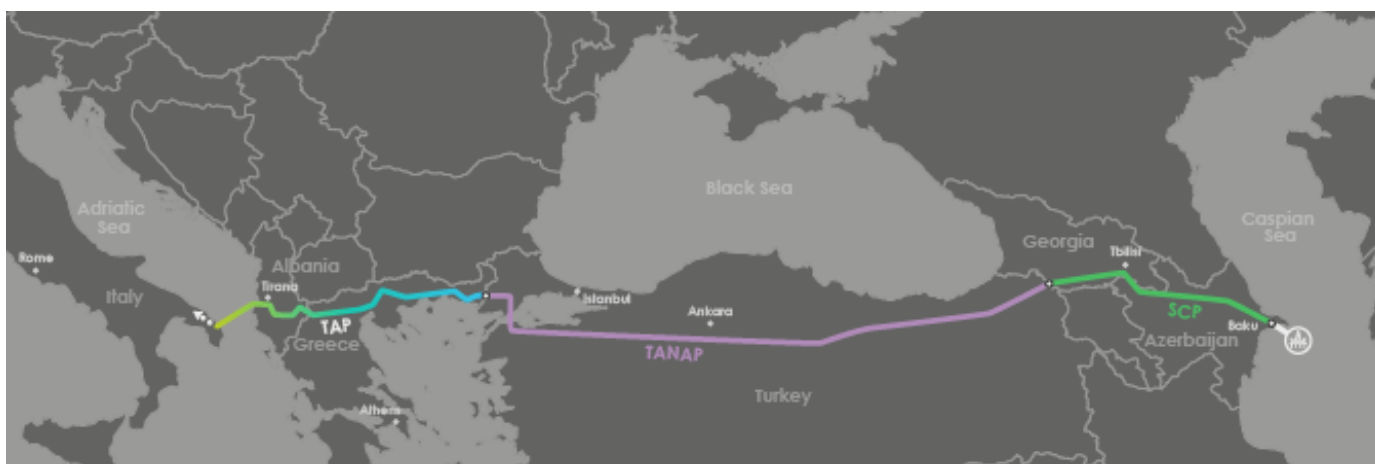 Adriatic
Sea
Rome
Italy
Albania
Tirana
TAP
Greece
Athens
Black Sea
Istanbul
Ankara
TANAP
Turkey
Georgia
Tbilisi
SCP
Baku
Azerbaijan
Caspian
Sea